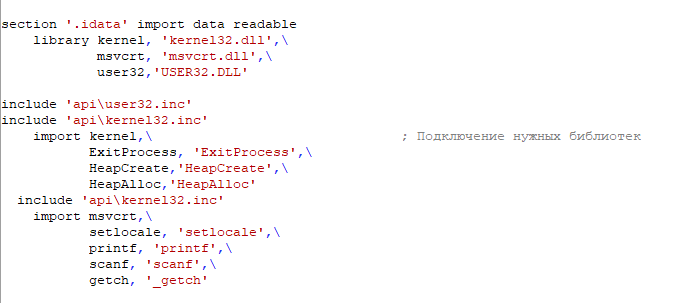 section '.idata' import data readable
library kernel, 'kernel32.dll',\
msvcrt, 'msvcrt.dll',\
user32,'USER32.DLL'
include 'api\user32.inc'
include 'api\kernel32.inc'
import kernel,\ ; Подключение нужных библиотек
ExitProcess, 'ExitProcess',\
HeapCreate,'HeapCreate',\
HeapAlloc,'HeapAlloc'
include 'api\kernel32.inc'
import msvcrt,\
setlocale, 'setlocale',\
printf, 'printf',\
scanf, 'scanf',\
getch, '_getch'